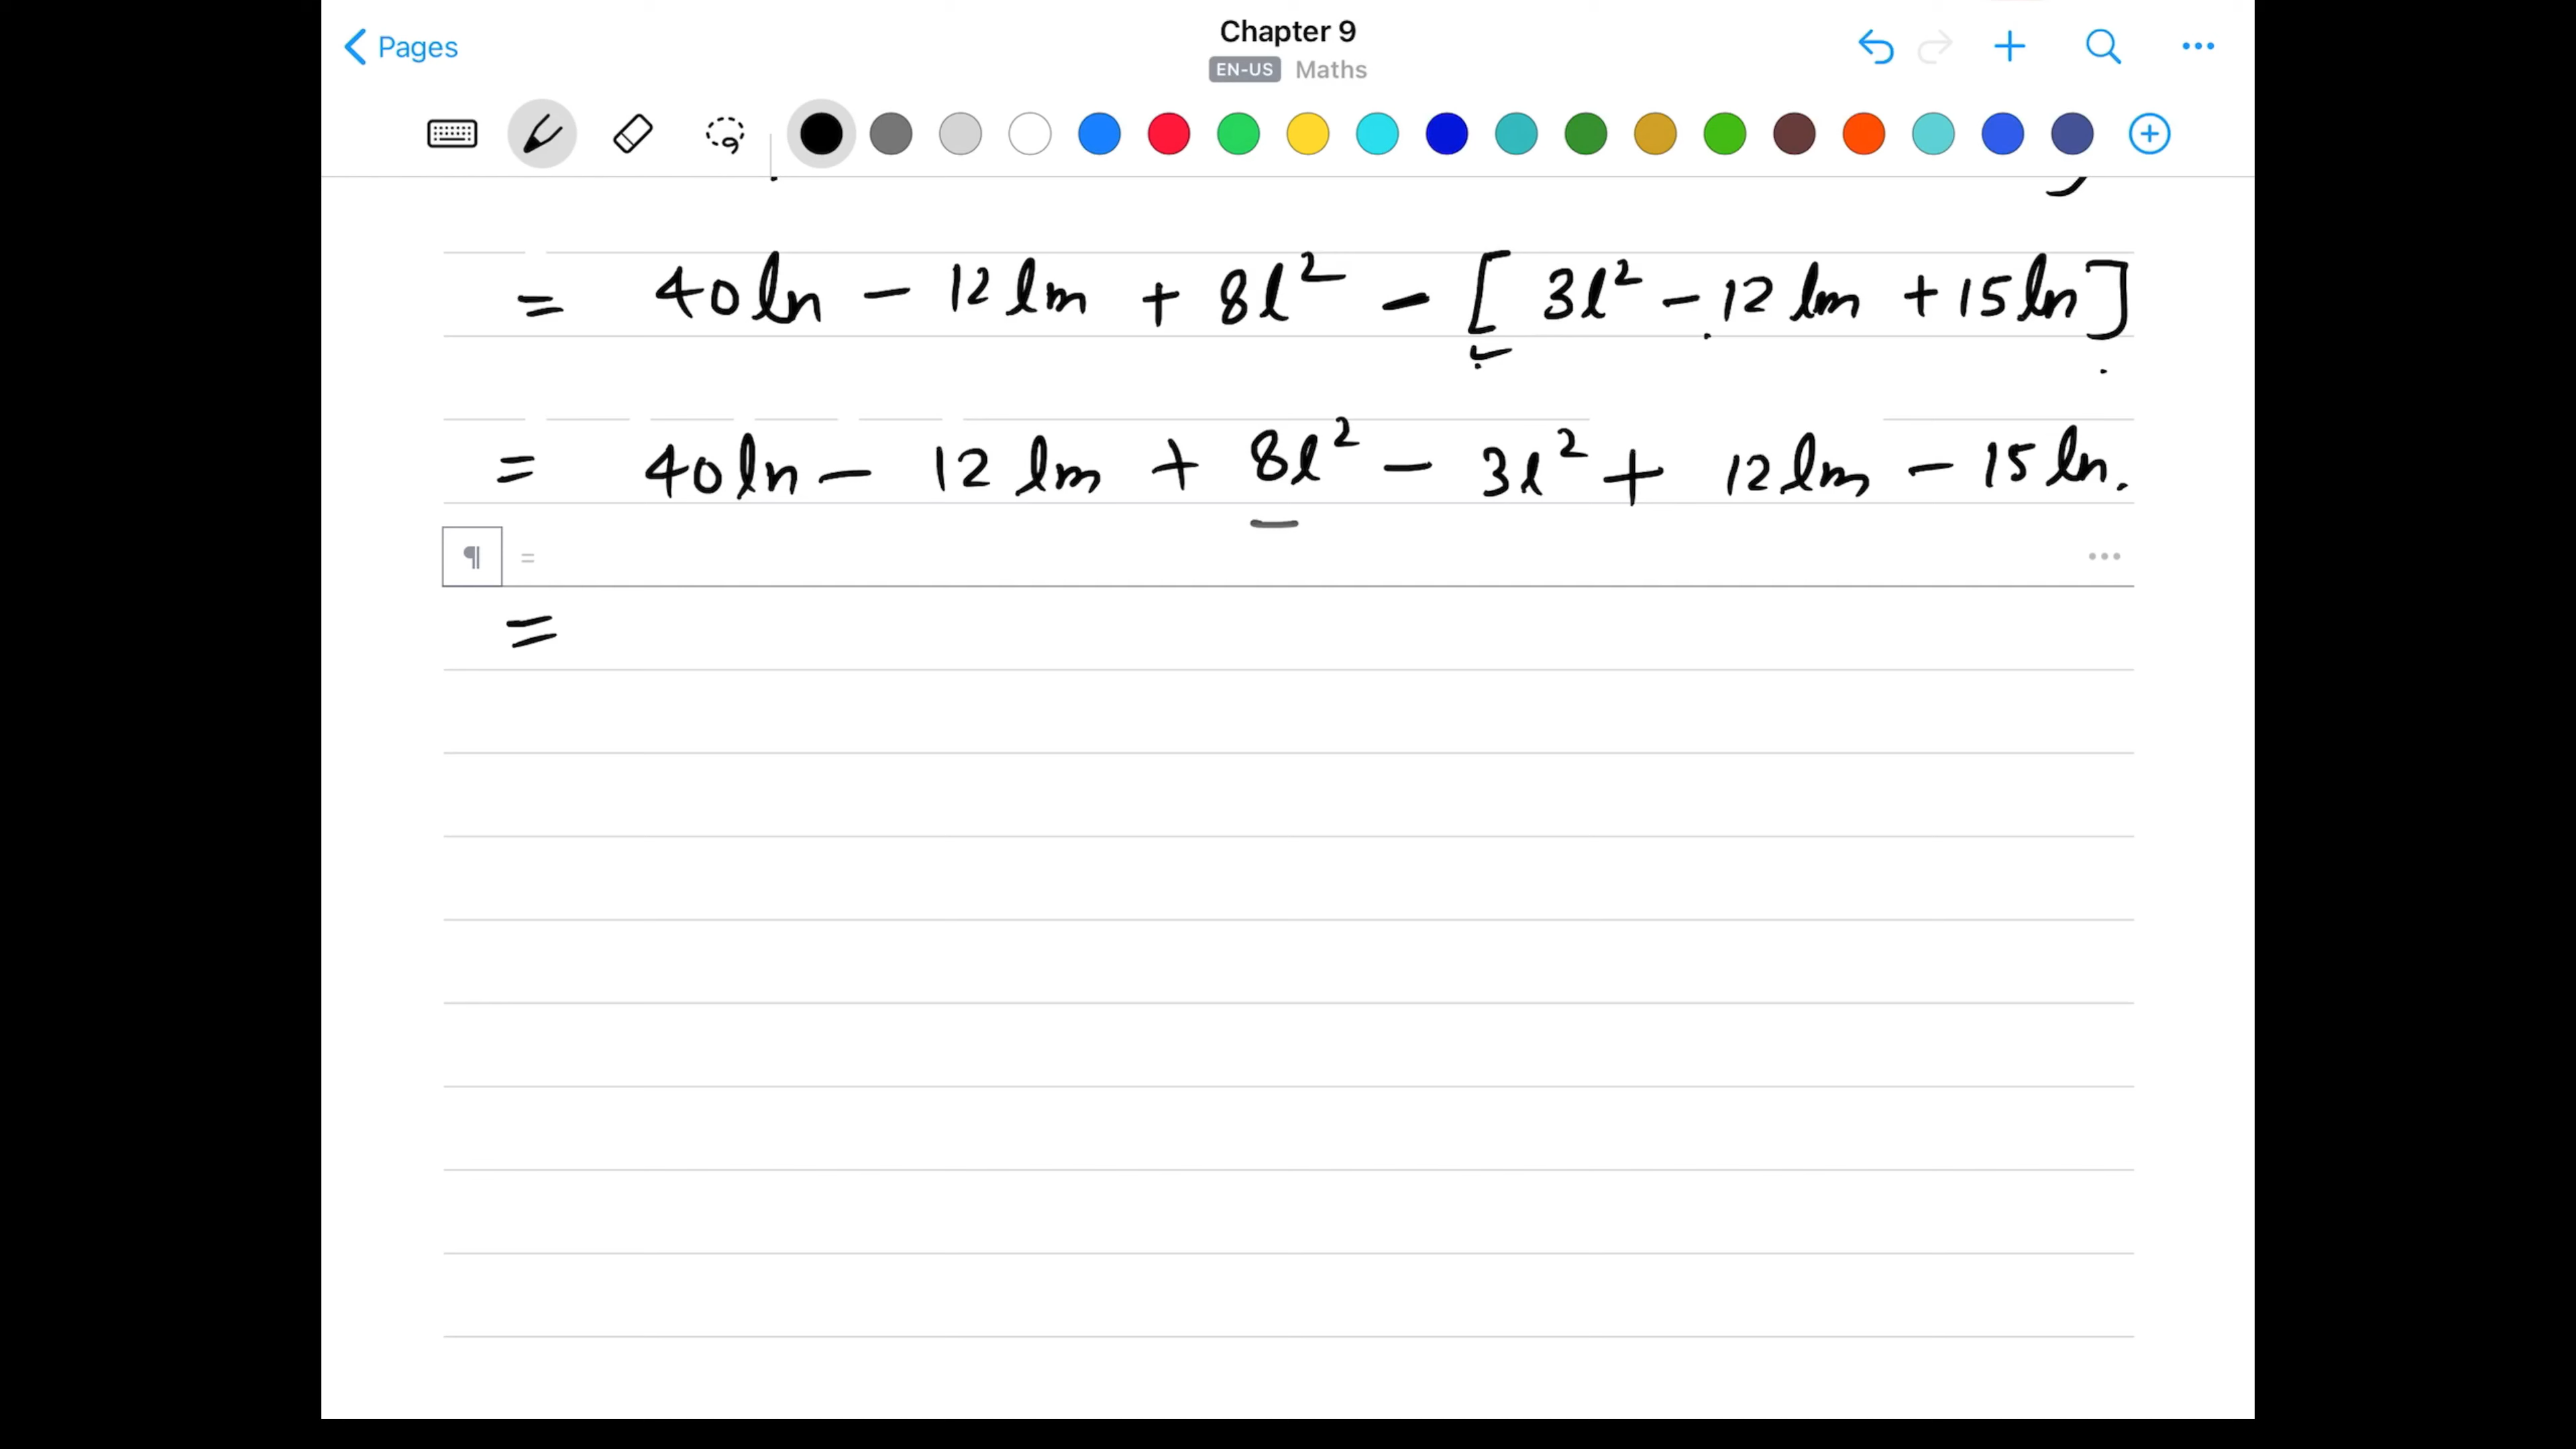 Pages
Chapter 9
EN-US Maths
= 40ln - 12lm + 8l² - [3l² - 12lm + 15ln]
= 40ln - 12lm + 8l² - 3l² + 12lm - 15ln.
¶ =
=